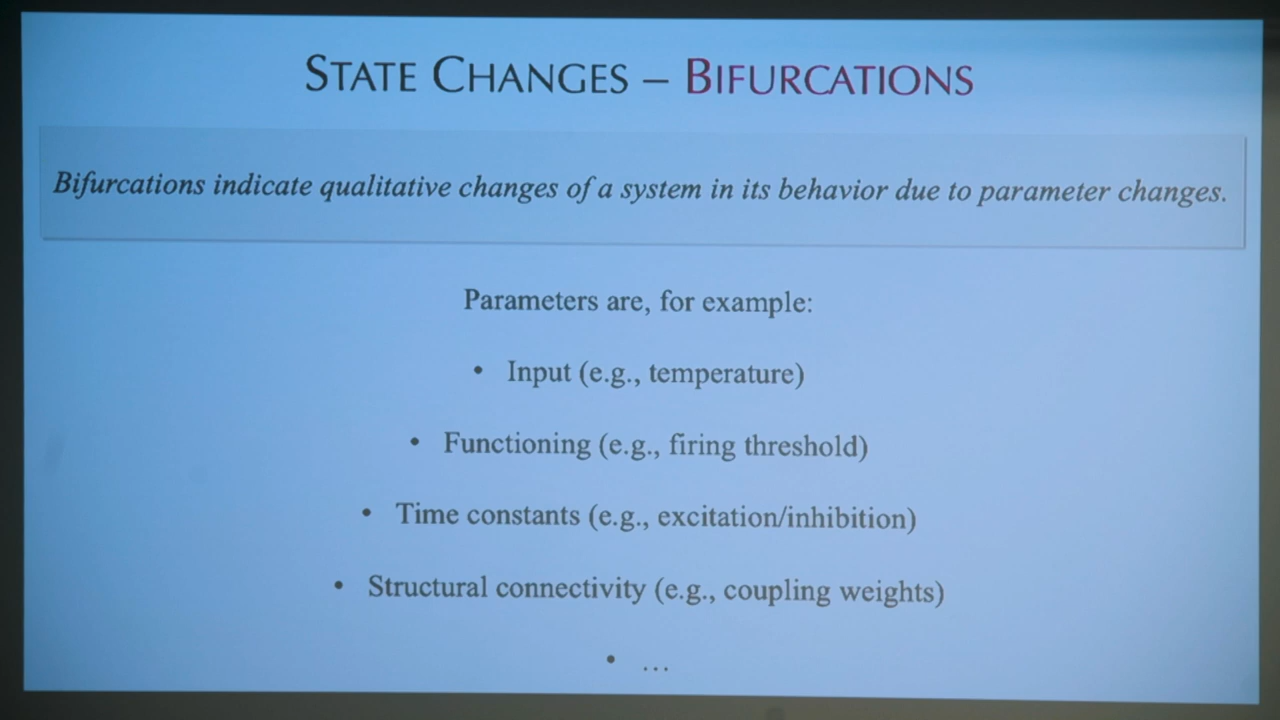 STATE CHANGES – BIFURCATIONS
Bifurcations indicate qualitative changes of a system in its behavior due to parameter changes.
Parameters are, for example:
• Input (e.g., temperature)
• Functioning (e.g., firing threshold)
• Time constants (e.g., excitation/inhibition)
• Structural connectivity (e.g., coupling weights)
• …